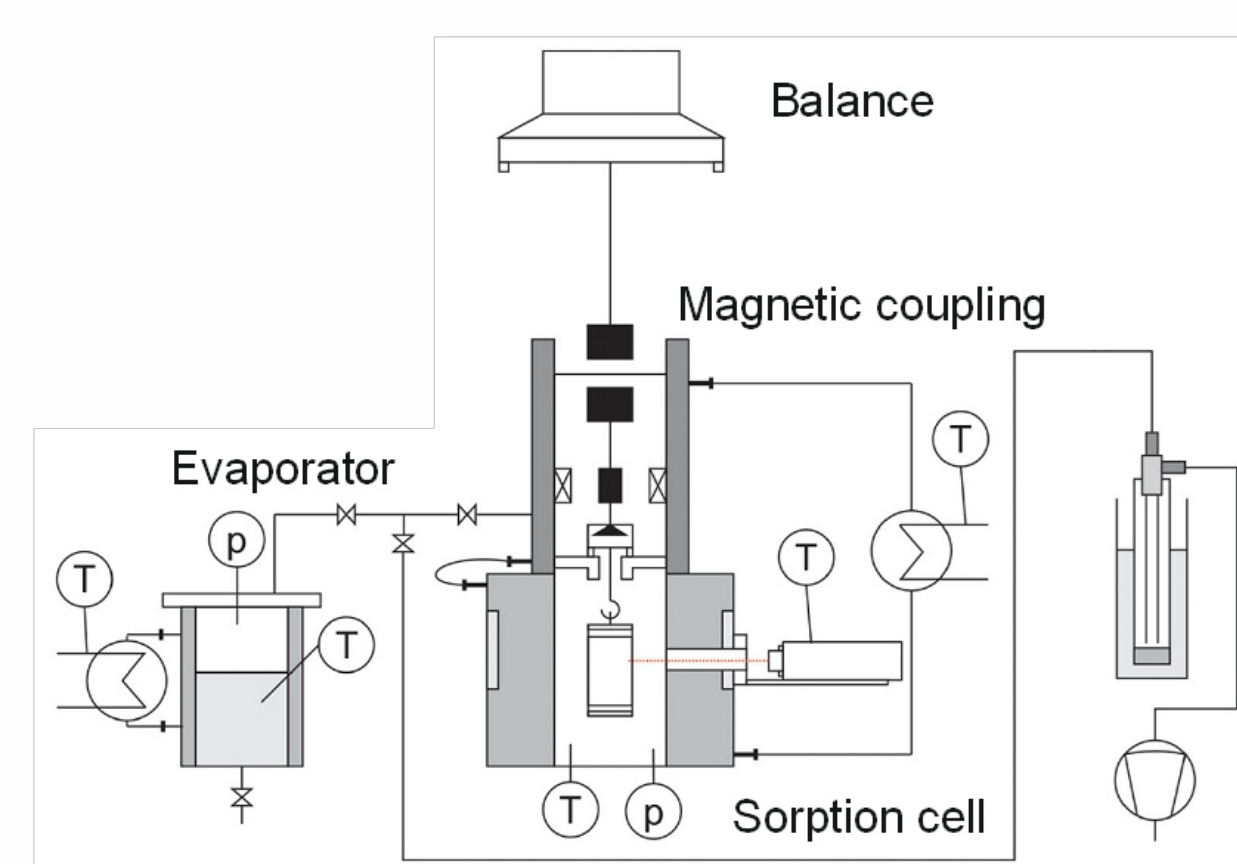 Balance
Magnetic coupling
T
Evaporator
p
T
T
T
T
p
Sorption cell